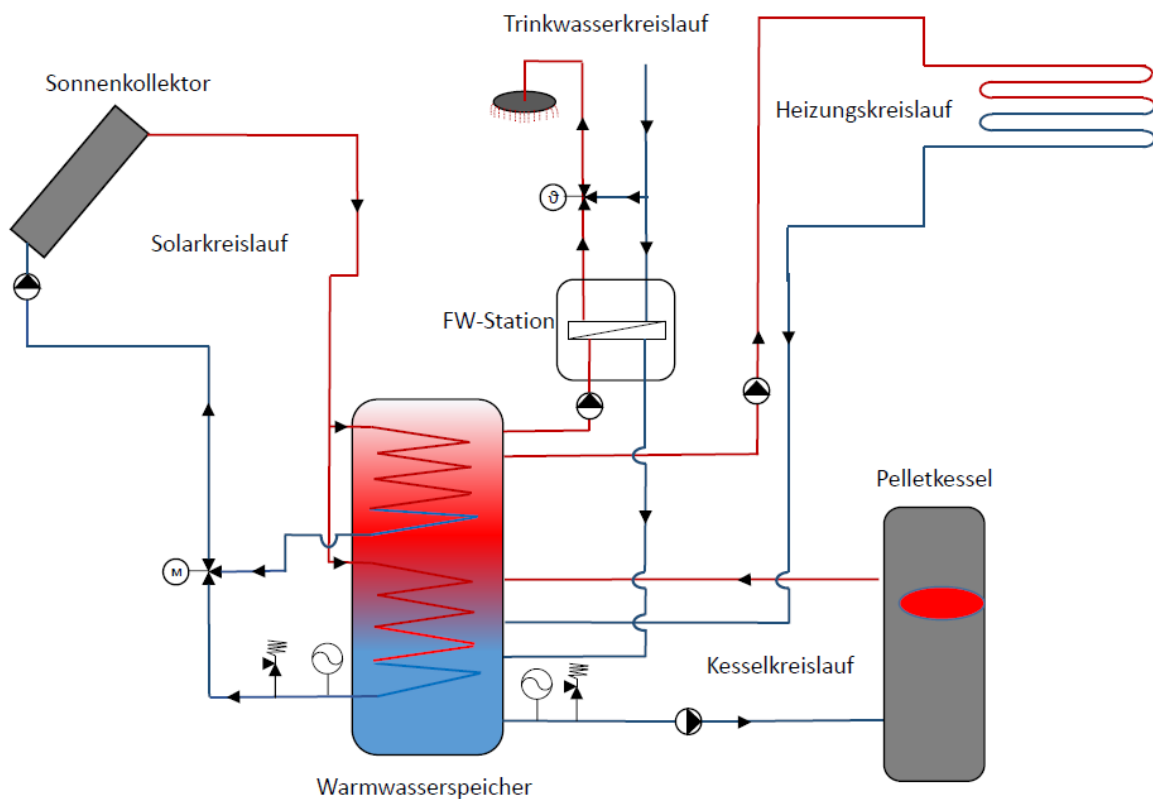 Trinkwasserkreislauf
Sonnenkollektor
Heizungskreislauf
ϑ
Solarkreislauf
FW-Station
Pelletkessel
M
Kesselkreislauf
Warmwasserspeicher